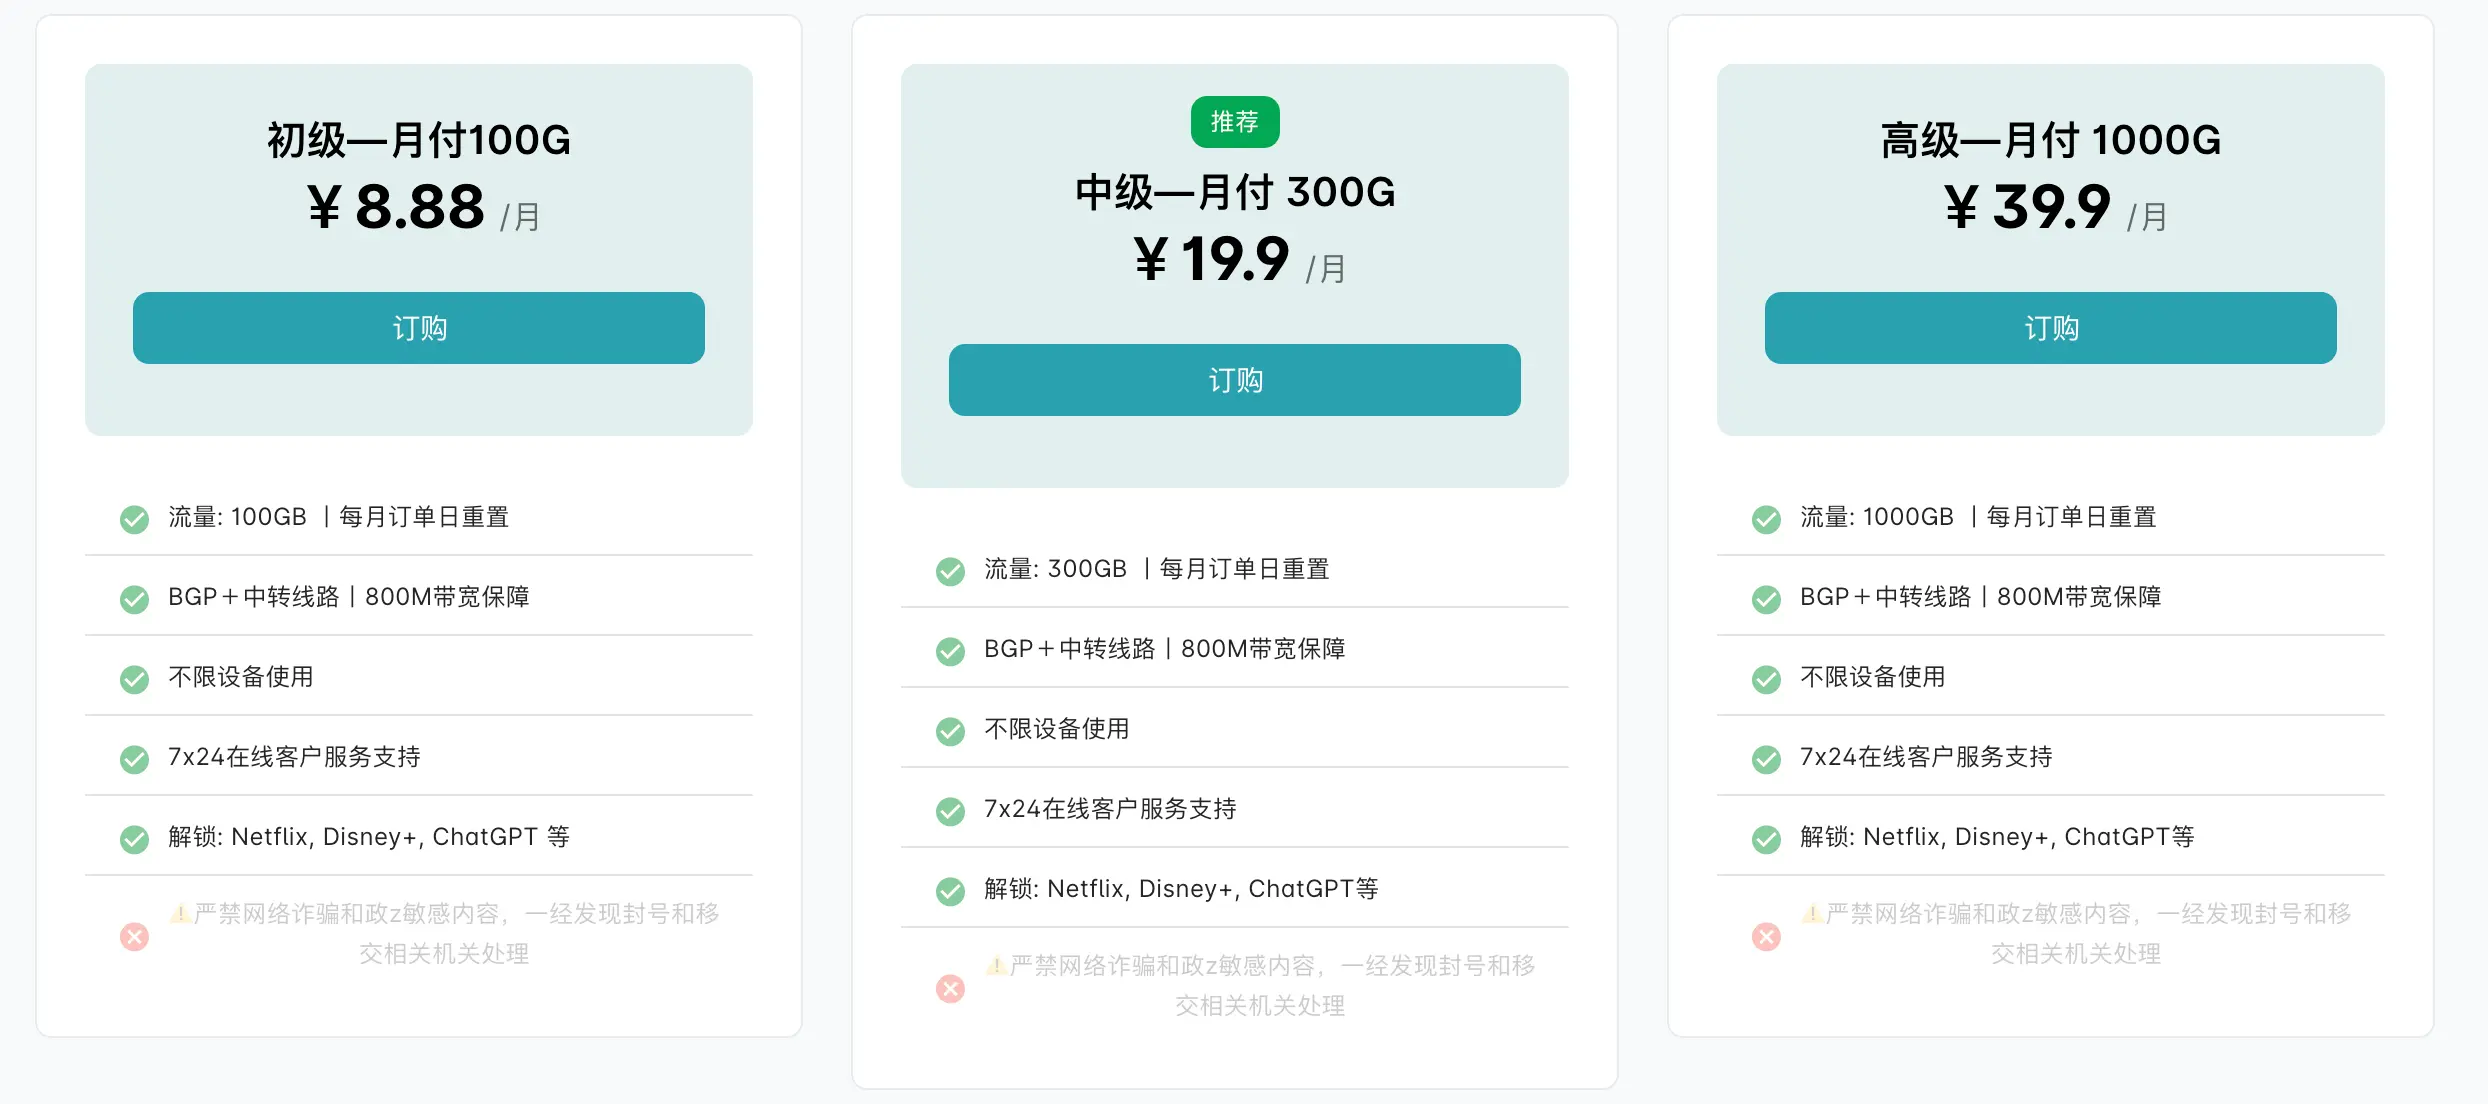 初级—月付100G
¥ 8.88 /月
订购
流量: 100GB ｜每月订单日重置
BGP＋中转线路｜800M带宽保障
不限设备使用
7x24在线客户服务支持
解锁: Netflix, Disney+, ChatGPT 等
⚠️严禁网络诈骗和政z敏感内容，一经发现封号和移
交相关机关处理
推荐
中级—月付 300G
¥ 19.9 /月
订购
流量: 300GB ｜每月订单日重置
BGP＋中转线路｜800M带宽保障
不限设备使用
7x24在线客户服务支持
解锁: Netflix, Disney+, ChatGPT等
⚠️严禁网络诈骗和政z敏感内容，一经发现封号和移
交相关机关处理
高级—月付 1000G
¥ 39.9 /月
订购
流量: 1000GB ｜每月订单日重置
BGP＋中转线路｜800M带宽保障
不限设备使用
7x24在线客户服务支持
解锁: Netflix, Disney+, ChatGPT等
⚠️严禁网络诈骗和政z敏感内容，一经发现封号和移
交相关机关处理